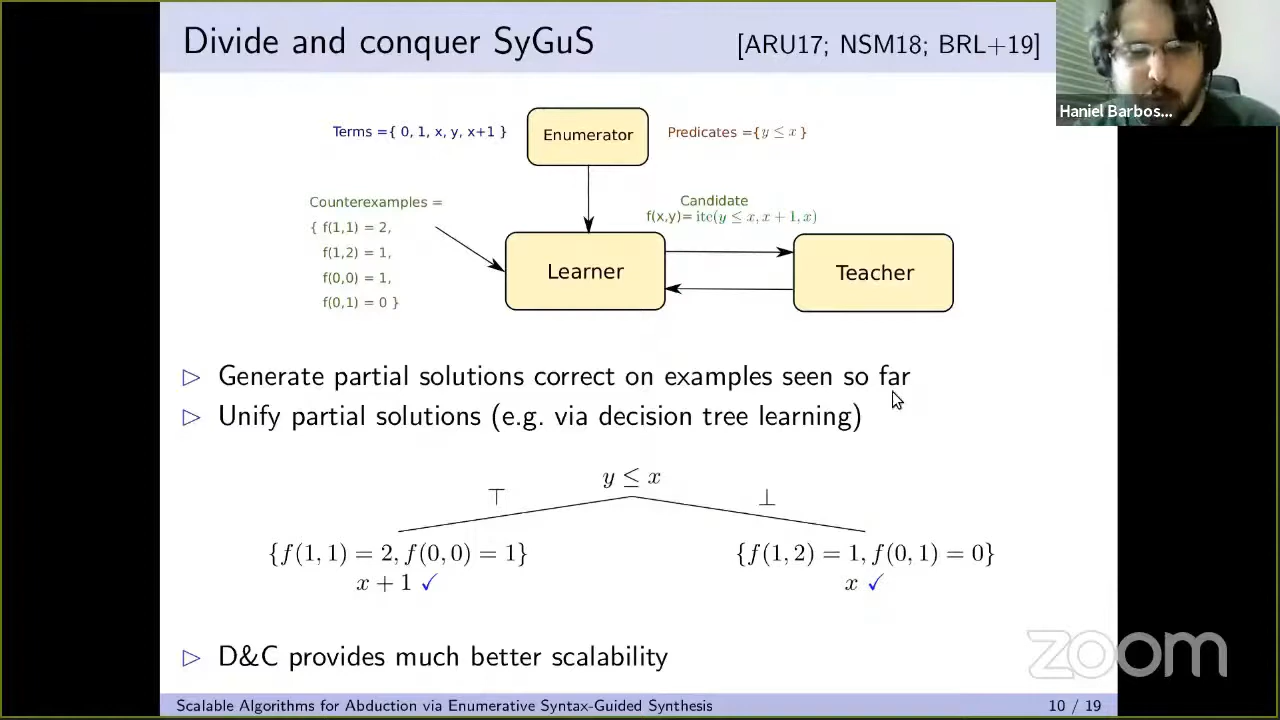 Divide and conquer SyGuS [ARU17; NSM18; BRL+19]
Haniel Barbos...
Terms ={ 0, 1, x, y, x+1 }
Enumerator
Predicates ={y ≤ x }
Counterexamples =
{ f(1,1) = 2,
f(1,2) = 1,
f(0,0) = 1,
f(0,1) = 0 }
Candidate
f(x,y)= ite(y ≤ x, x + 1, x)
Learner
Teacher
▷ Generate partial solutions correct on examples seen so far
▷ Unify partial solutions (e.g. via decision tree learning)
y ≤ x
⊤ ⊥
{f(1, 1) = 2, f(0, 0) = 1} {f(1, 2) = 1, f(0, 1) = 0}
x + 1 ✓ x ✓
▷ D&C provides much better scalability
zoom
Scalable Algorithms for Abduction via Enumerative Syntax-Guided Synthesis 10 / 19